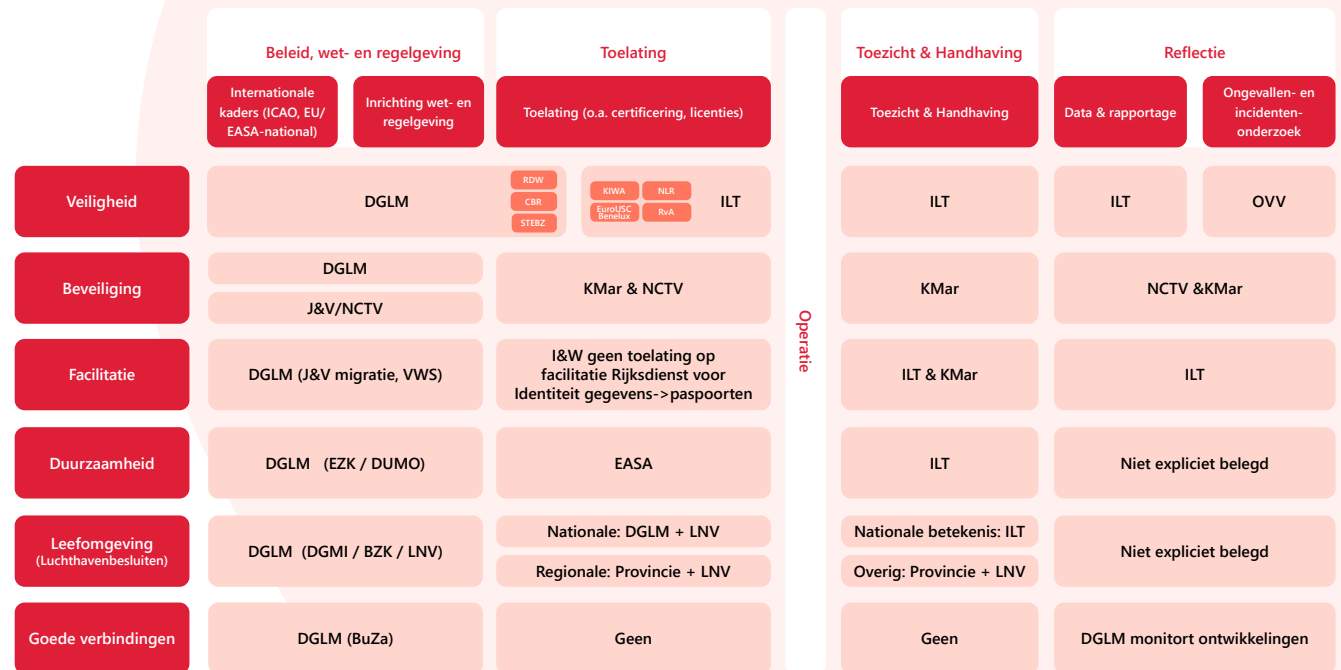 Beleid, wet- en regelgeving
Toelating
Toezicht & Handhaving
Reflectie
Internationale
kaders (ICAO, EU/
EASA-national)
Inrichting wet- en
regelgeving
Toelating (o.a. certificering, licenties)
Toezicht & Handhaving
Data & rapportage
Ongevallen- en
incidenten-
onderzoek
Operatie
Veiligheid
DGLM
RDW
CBR
STEBZ
KIWA
NLR
EuroUSC
Benelux
RvA
ILT
ILT
ILT
OVV
Beveiliging
DGLM
J&V/NCTV
KMar & NCTV
KMar
NCTV &KMar
Facilitatie
DGLM (J&V migratie, VWS)
I&W geen toelating op
facilitatie Rijksdienst voor
Identiteit gegevens->paspoorten
ILT & KMar
ILT
Duurzaamheid
DGLM (EZK / DUMO)
EASA
ILT
Niet expliciet belegd
Leefomgeving
(Luchthavenbesluiten)
DGLM (DGMI / BZK / LNV)
Nationale: DGLM + LNV
Regionale: Provincie + LNV
Nationale betekenis: ILT
Overig: Provincie + LNV
Niet expliciet belegd
Goede verbindingen
DGLM (BuZa)
Geen
Geen
DGLM monitort ontwikkelingen